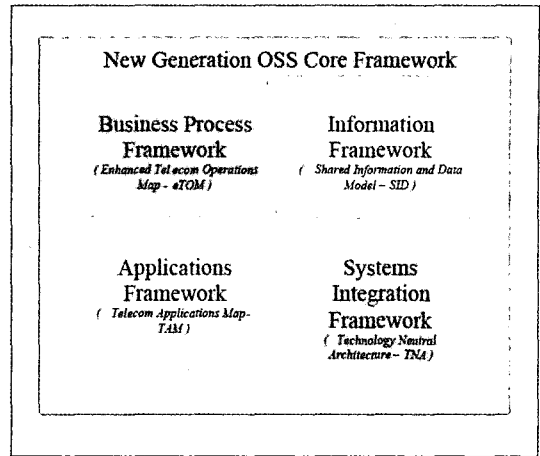 New Generation OSS Core Framework
Business Process
Framework
( Enhanced Telecom Operations
Map - eTOM )
Information
Framework
( Shared Information and Data
Model – SID )
Applications
Framework
( Telecom Applications Map-
TAM )
Systems
Integration
Framework
( Technology Neutral
Architecture – TNA )